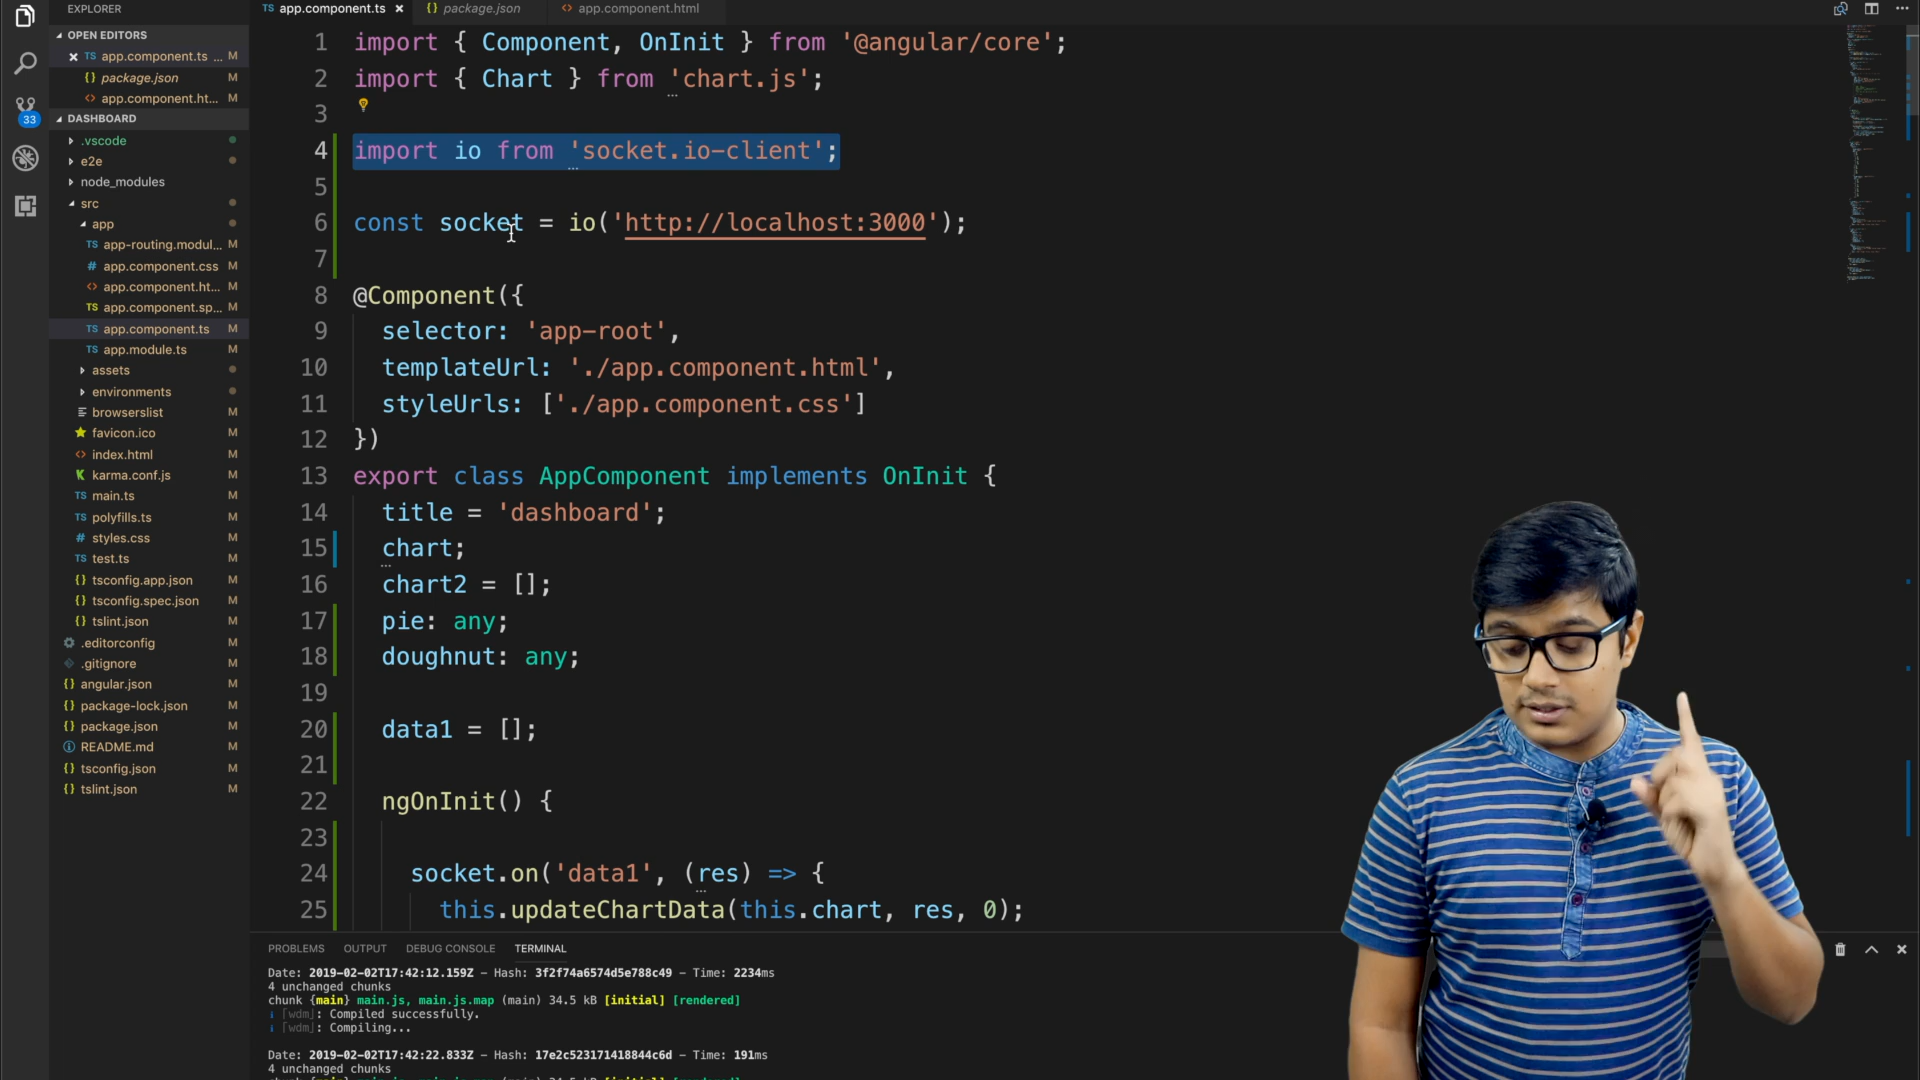 EXPLORER
OPEN EDITORS
TS app.component.ts ... M
{} package.json M
<> app.component.ht... M
33
DASHBOARD
.vscode
e2e
node_modules
src
app
TS app-routing.modul... M
# app.component.css M
<> app.component.ht... M
TS app.component.sp... M
TS app.component.ts M
TS app.module.ts M
assets
environments
browserslist M
favicon.ico M
<> index.html M
K karma.conf.js M
TS main.ts M
TS polyfills.ts M
# styles.css M
TS test.ts M
{} tsconfig.app.json M
{} tsconfig.spec.json M
{} tslint.json M
.editorconfig M
.gitignore M
{} angular.json M
{} package-lock.json M
{} package.json M
README.md M
{} tsconfig.json M
{} tslint.json M
TS app.component.ts ×
{} package.json
<> app.component.html
1 import { Component, OnInit } from '@angular/core';
2 import { Chart } from 'chart.js';
3
4 import io from 'socket.io-client';
5
6 const socket = io('http://localhost:3000');
7
8 @Component({
9 selector: 'app-root',
10 templateUrl: './app.component.html',
11 styleUrls: ['./app.component.css']
12 })
13 export class AppComponent implements OnInit {
14 title = 'dashboard';
15 chart;
16 chart2 = [];
17 pie: any;
18 doughnut: any;
19
20 data1 = [];
21
22 ngOnInit() {
23
24 socket.on('data1', (res) => {
25 this.updateChartData(this.chart, res, 0);
PROBLEMS OUTPUT DEBUG CONSOLE TERMINAL
Date: 2019-02-02T17:42:12.159Z - Hash: 3f2f74a6574d5e788c49 - Time: 2234ms
4 unchanged chunks
chunk {main} main.js, main.js.map (main) 34.5 kB [initial] [rendered]
i ｢wdm｣: Compiled successfully.
i ｢wdm｣: Compiling...
Date: 2019-02-02T17:42:22.833Z - Hash: 17e2c523171418844c6d - Time: 191ms
4 unchanged chunks